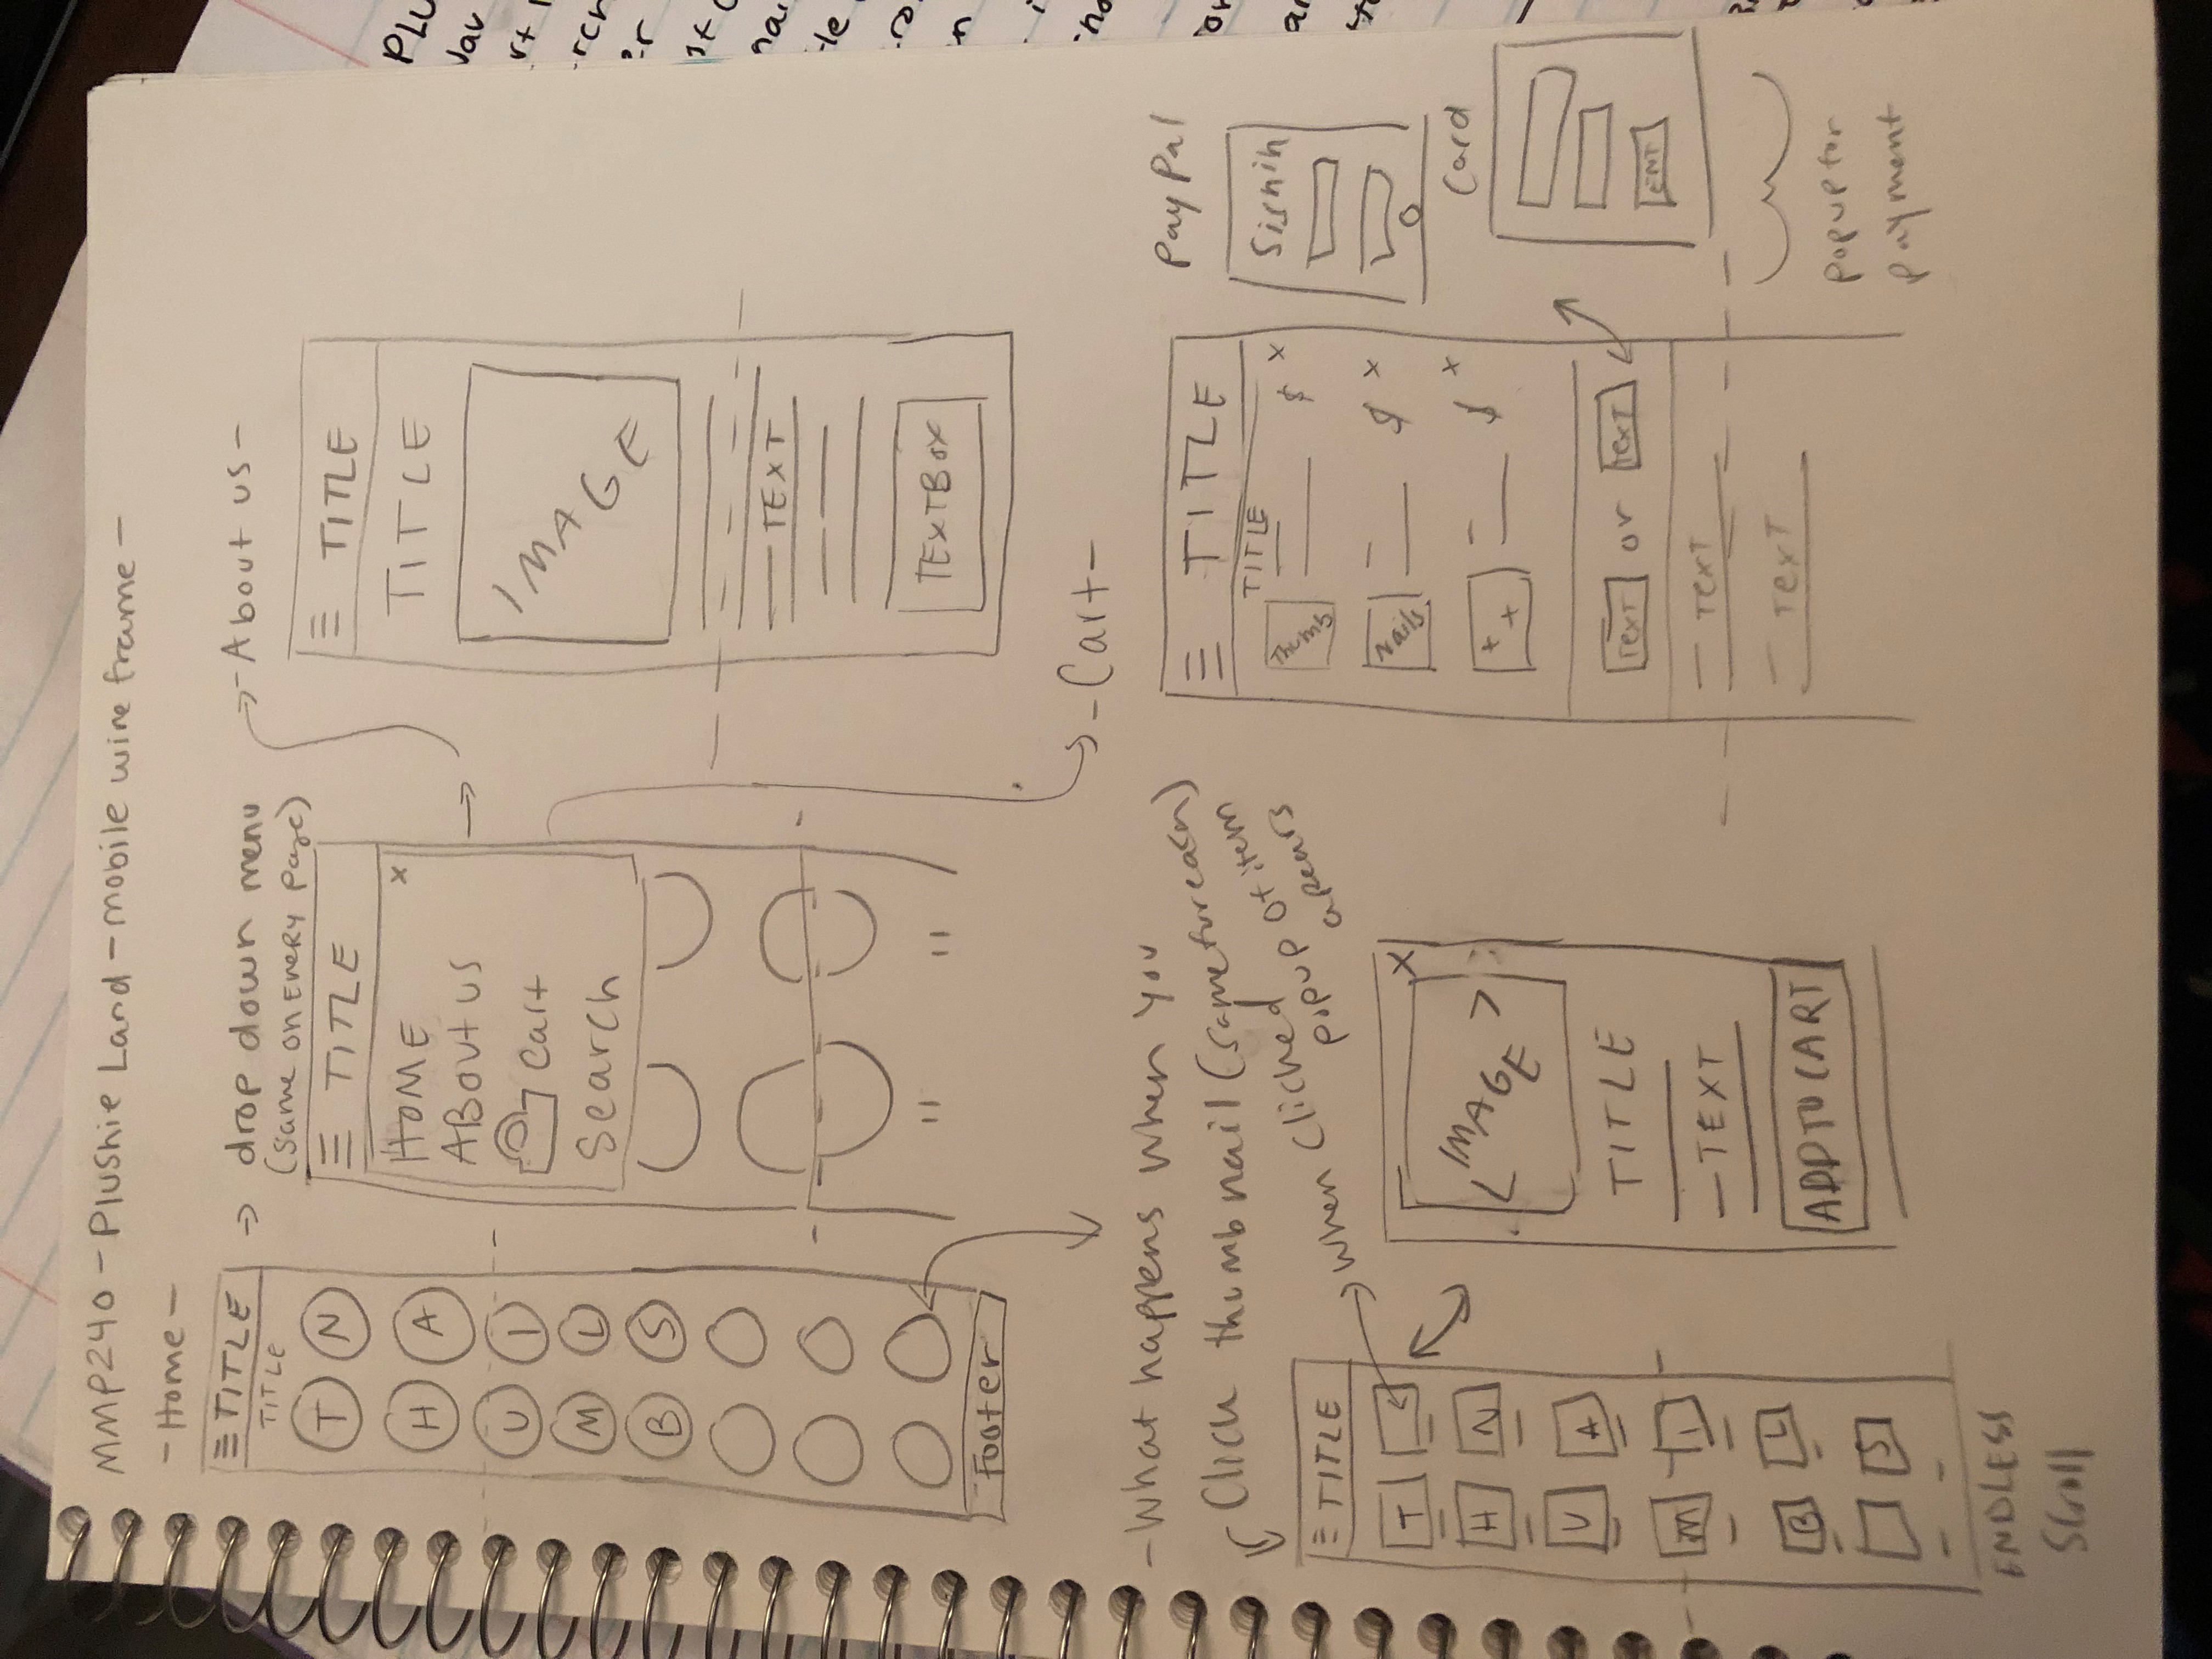 MMP240 - Plushie Land - mobile wire frame -
- Home -
TITLE
TITLE
T N
H A
U I
M L
B S
Footer
→ drop down menu
(same on every page)
TITLE
x
HOME
ABOUT US
Cart
Search
"
"
- About us -
TITLE
TITLE
IMAGE
TEXT
TEXTBOX
- What happens when you
Click thumbnail (same for each)
TITLE
T
H N
U A
M I
B L
S
ENDLESS
Scroll
when clicked popup of item
apears
X
< IMAGE >
TITLE
- TEXT
ADD TO CART
- Cart -
TITLE
TITLE
Thumb $ x
nails $ x
$ x
TEXT or TEXT
TEXT
TEXT
PayPal
Signin
Card
ENT
popup for
payment